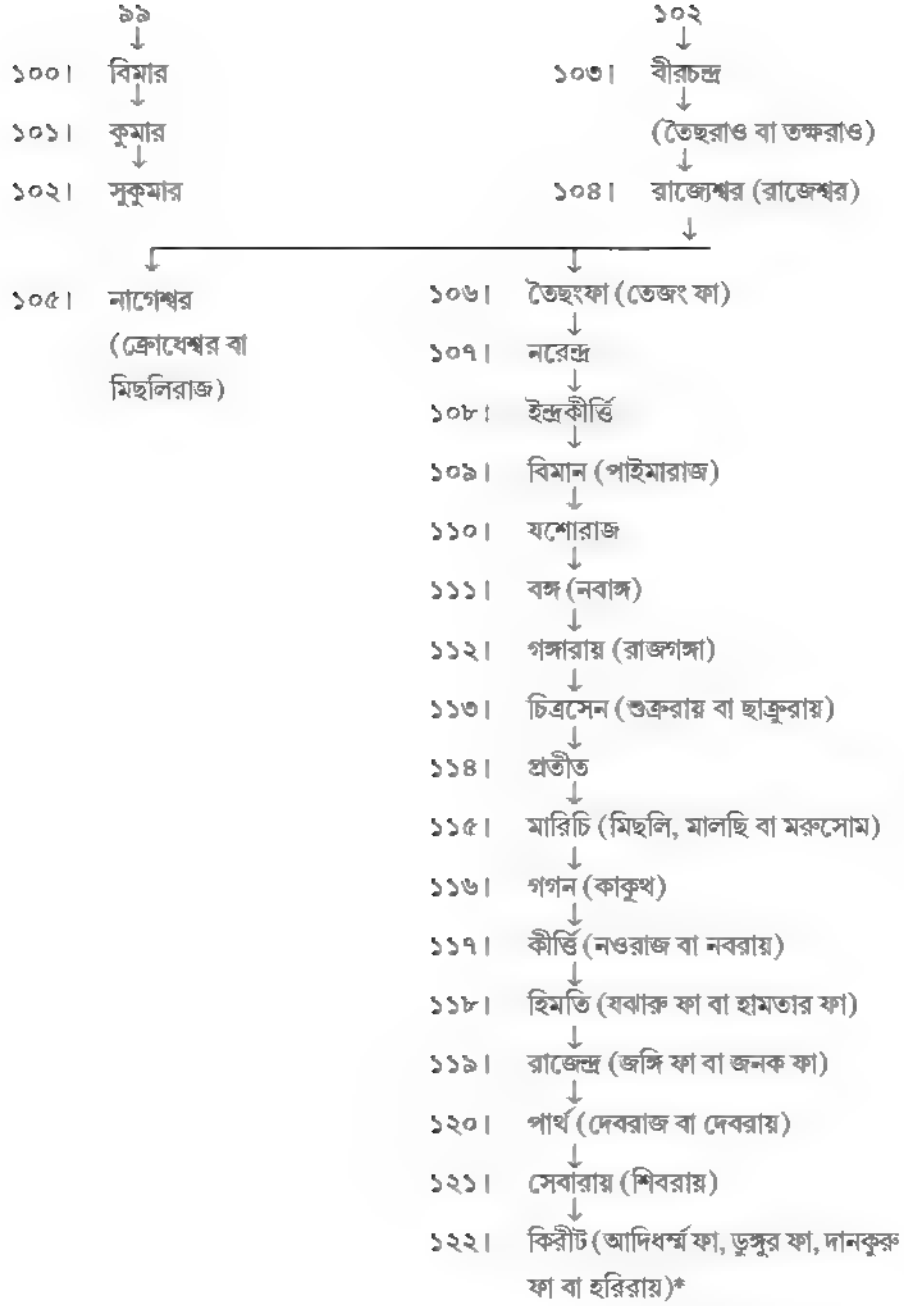 ৯৯
↓
১০০। বিমার
↓
১০১। কুমার
↓
১০২। সুকুমার
১০২
↓
১০৩। বীরচন্দ্র
↓
(তৈছরাও বা তক্ষরাও)
↓
১০৪। রাজ্যেশ্বর (রাজেশ্বর)
↓
↓
১০৫। নাগেশ্বর
(ক্রোধেশ্বর বা
মিছলিরাজ)
↓
১০৬। তৈছংফা (তেজং ফা)
↓
১০৭। নরেন্দ্র
↓
১০৮। ইন্দ্রকীর্ত্তি
↓
১০৯। বিমান (পাইমারাজ)
↓
১১০। যশোরাজ
↓
১১১। বঙ্গ (নবাঙ্গ)
↓
১১২। গঙ্গারায় (রাজগঙ্গা)
↓
১১৩। চিত্রসেন (শুক্ররায় বা ছাক্রুরায়)
↓
১১৪। প্রতীত
↓
১১৫। মারিচি (মিছলি, মালছি বা মরুসোম)
↓
১১৬। গগন (কাকুথ)
↓
১১৭। কীর্ত্তি (নওরাজ বা নবরায়)
↓
১১৮। হিমতি (যঝারু ফা বা হামতার ফা)
↓
১১৯। রাজেন্দ্র (জঙ্গি ফা বা জনক ফা)
↓
১২০। পার্থ (দেবরাজ বা দেবরায়)
↓
১২১। সেবারায় (শিবরায়)
↓
১২২। কিরীট (আদিধর্ম্ম ফা, ডুঙ্গুর ফা, দানকুরু
ফা বা হরিরায়)*